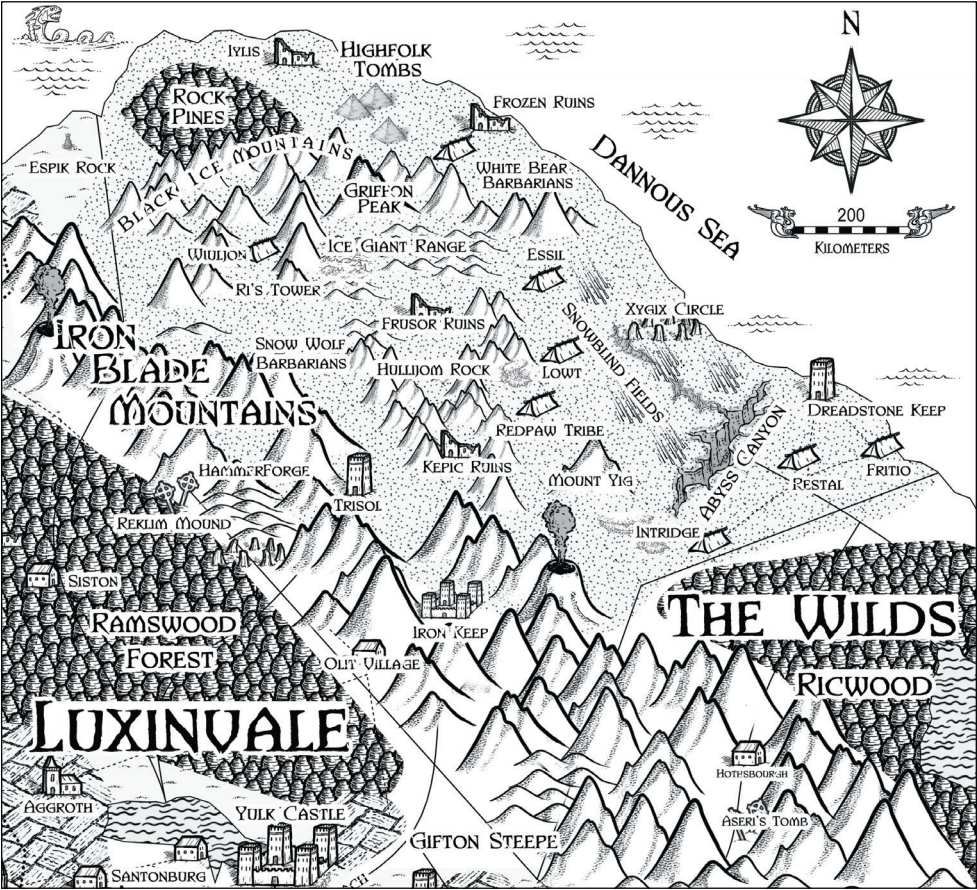 N
IYLIS
HIGHFOLK
TOMBS
ROCK
PINES
FROZEN RUINS
ESPIK ROCK
BLACK ICE MOUNTAINS
WHITE BEAR
BARBARIANS
DANNOUS SEA
GRIFFON
PEAK
200
KILOMETERS
WIULJON
ICE GIANT RANGE
ESSIL
RI'S TOWER
FRUSOR RUINS
XYGIX CIRCLE
SNOWBLIND FIELDS
IRON
BLADE
MOUNTAINS
SNOW WOLF
BARBARIANS
HULLIJOM ROCK
LOWT
DREADSTONE KEEP
REDPAW TRIBE
ABYSS CANYON
HAMMERFORGE
KEPIC RUINS
MOUNT YIG
PESTAL
FRITIO
TRISOL
REKLIM MOUND
INTRIDGE
SISTON
THE WILDS
RAMSWOOD
FOREST
IRON KEEP
OLIT VILLAGE
RICWOOD
LUXINVALE
HOTHSBOURGH
AGGROTH
YULK CASTLE
ASERI'S TOMB
GIFTON STEEPE
SANTONBURG